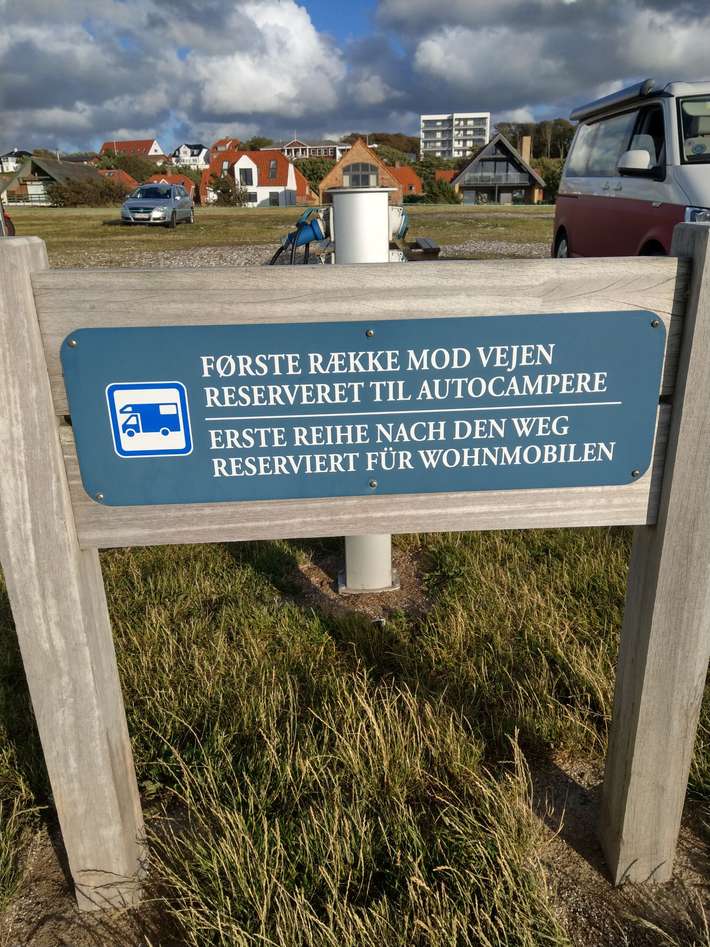 FØRSTE RÆKKE MOD VEJEN
RESERVERET TIL AUTOCAMPERE
ERSTE REIHE NACH DEN WEG
RESERVIERT FÜR WOHNMOBILEN